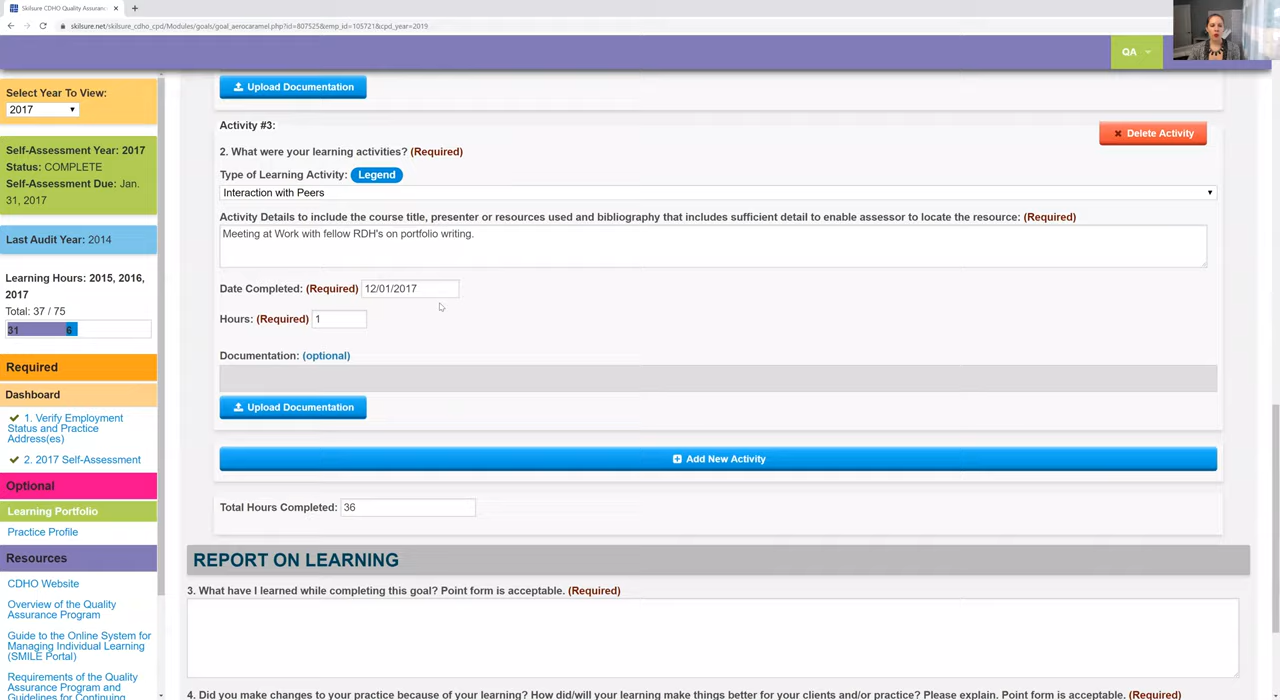 Skilsure CDHO Quality Assuranc
skilsure.net/skilsure_cdho_cpd/Modules/goals/goal_aerocaramel.php?id=807525&emp_id=105721&cpd_year=2019
QA
Select Year To View:
2017
Self-Assessment Year: 2017
Status: COMPLETE
Self-Assessment Due: Jan.
31, 2017
Last Audit Year: 2014
Learning Hours: 2015, 2016,
2017
Total: 37 / 75
31 6
Required
Dashboard
1. Verify Employment
Status and Practice
Address(es)
2. 2017 Self-Assessment
Optional
Learning Portfolio
Practice Profile
Resources
CDHO Website
Overview of the Quality
Assurance Program
Guide to the Online System for
Managing Individual Learning
(SMILE Portal)
Requirements of the Quality
Assurance Program and
Guidelines for Continuing
Upload Documentation
Activity #3:
Delete Activity
2. What were your learning activities? (Required)
Type of Learning Activity: Legend
Interaction with Peers
Activity Details to include the course title, presenter or resources used and bibliography that includes sufficient detail to enable assessor to locate the resource: (Required)
Meeting at Work with fellow RDH's on portfolio writing.
Date Completed: (Required) 12/01/2017
Hours: (Required) 1
Documentation: (optional)
Upload Documentation
Add New Activity
Total Hours Completed: 36
REPORT ON LEARNING
3. What have I learned while completing this goal? Point form is acceptable. (Required)
4. Did you make changes to your practice because of your learning? How did/will your learning make things better for your clients and/or practice? Please explain. Point form is acceptable. (Required)